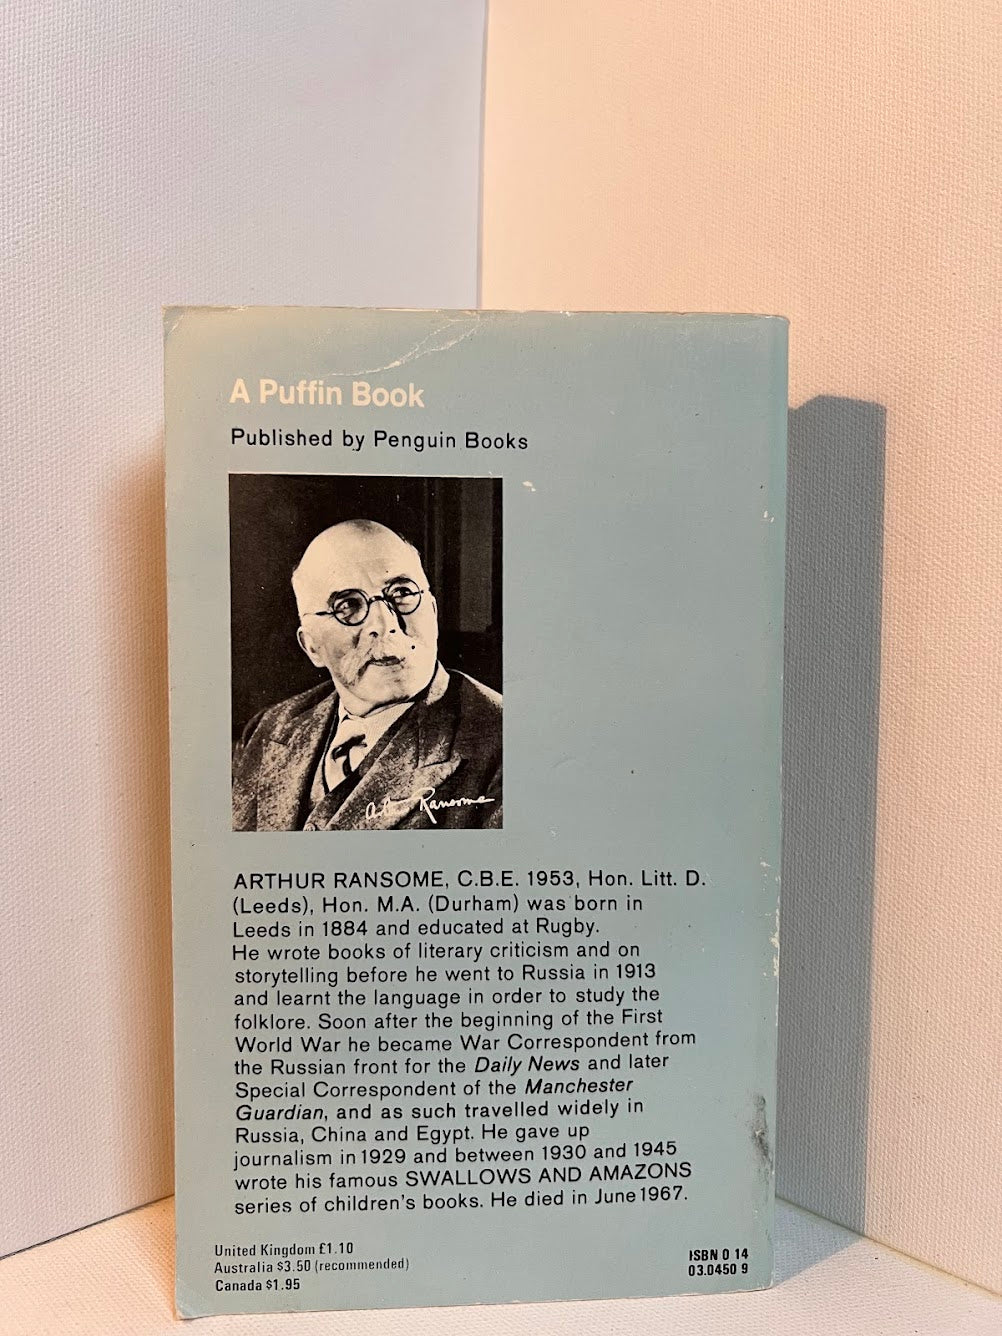 A Puffin Book
Published by Penguin Books
Arthur Ransome
ARTHUR RANSOME, C.B.E. 1953, Hon. Litt. D.
(Leeds), Hon. M.A. (Durham) was born in
Leeds in 1884 and educated at Rugby.
He wrote books of literary criticism and on
storytelling before he went to Russia in 1913
and learnt the language in order to study the
folklore. Soon after the beginning of the First
World War he became War Correspondent from
the Russian front for the Daily News and later
Special Correspondent of the Manchester
Guardian, and as such travelled widely in
Russia, China and Egypt. He gave up
journalism in 1929 and between 1930 and 1945
wrote his famous SWALLOWS AND AMAZONS
series of children's books. He died in June 1967.
United Kingdom £1.10
Australia $3.50 (recommended)
Canada $1.95
ISBN 0 14
03.0450 9